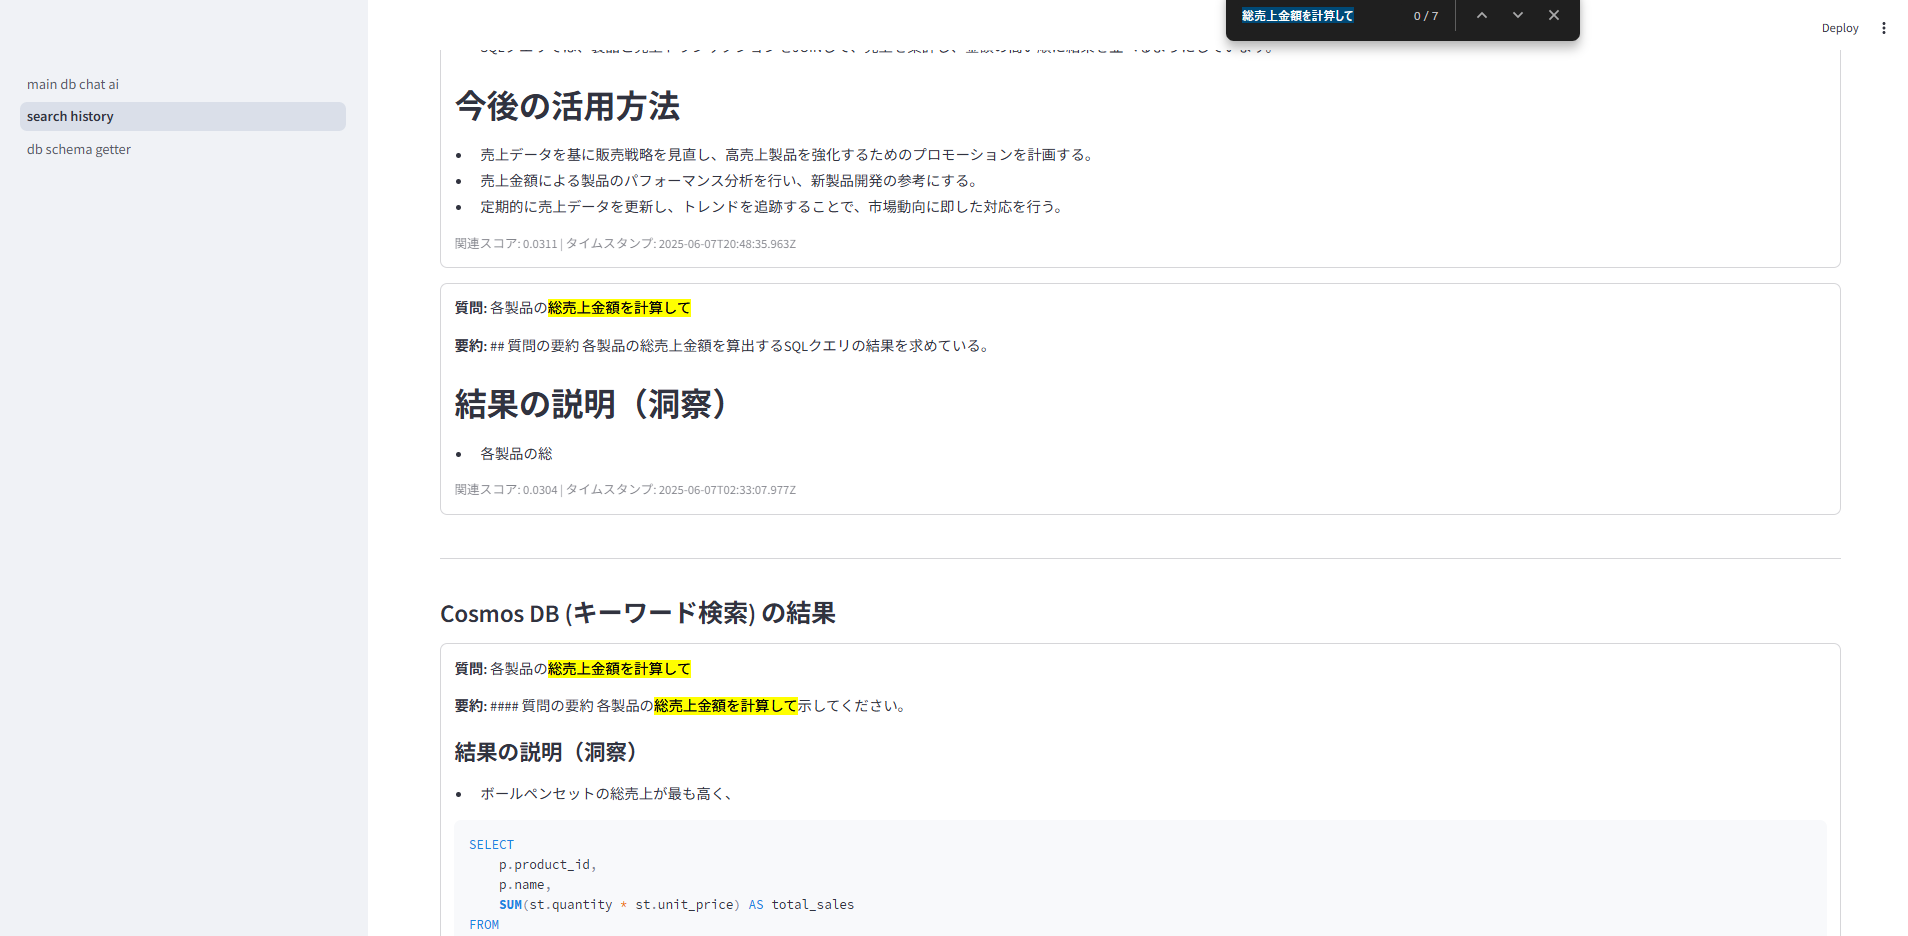 総売上金額を計算して 0 / 7
Deploy
main db chat ai
search history
db schema getter
今後の活用方法
売上データを基に販売戦略を見直し、高売上製品を強化するためのプロモーションを計画する。
売上金額による製品のパフォーマンス分析を行い、新製品開発の参考にする。
定期的に売上データを更新し、トレンドを追跡することで、市場動向に即した対応を行う。
関連スコア: 0.0311 | タイムスタンプ: 2025-06-07T20:48:35.963Z
質問: 各製品の総売上金額を計算して
要約: ## 質問の要約 各製品の総売上金額を算出するSQLクエリの結果を求めている。
結果の説明（洞察）
各製品の総
関連スコア: 0.0304 | タイムスタンプ: 2025-06-07T02:33:07.977Z
Cosmos DB (キーワード検索) の結果
質問: 各製品の総売上金額を計算して
要約: #### 質問の要約 各製品の総売上金額を計算して示してください。
結果の説明（洞察）
ボールペンセットの総売上が最も高く、
SELECT
p.product_id,
p.name,
SUM(st.quantity * st.unit_price) AS total_sales
FROM